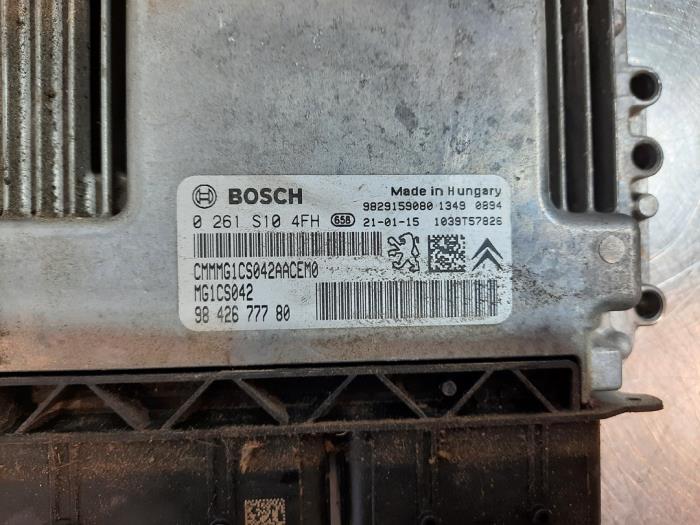 BOSCH
Made in Hungary
9829159080 1349 0894
0 261 S10 4FH 658 21-01-15 1039T57826
CMMMG1CS042AACEM0
MG1CS042
98 426 777 80